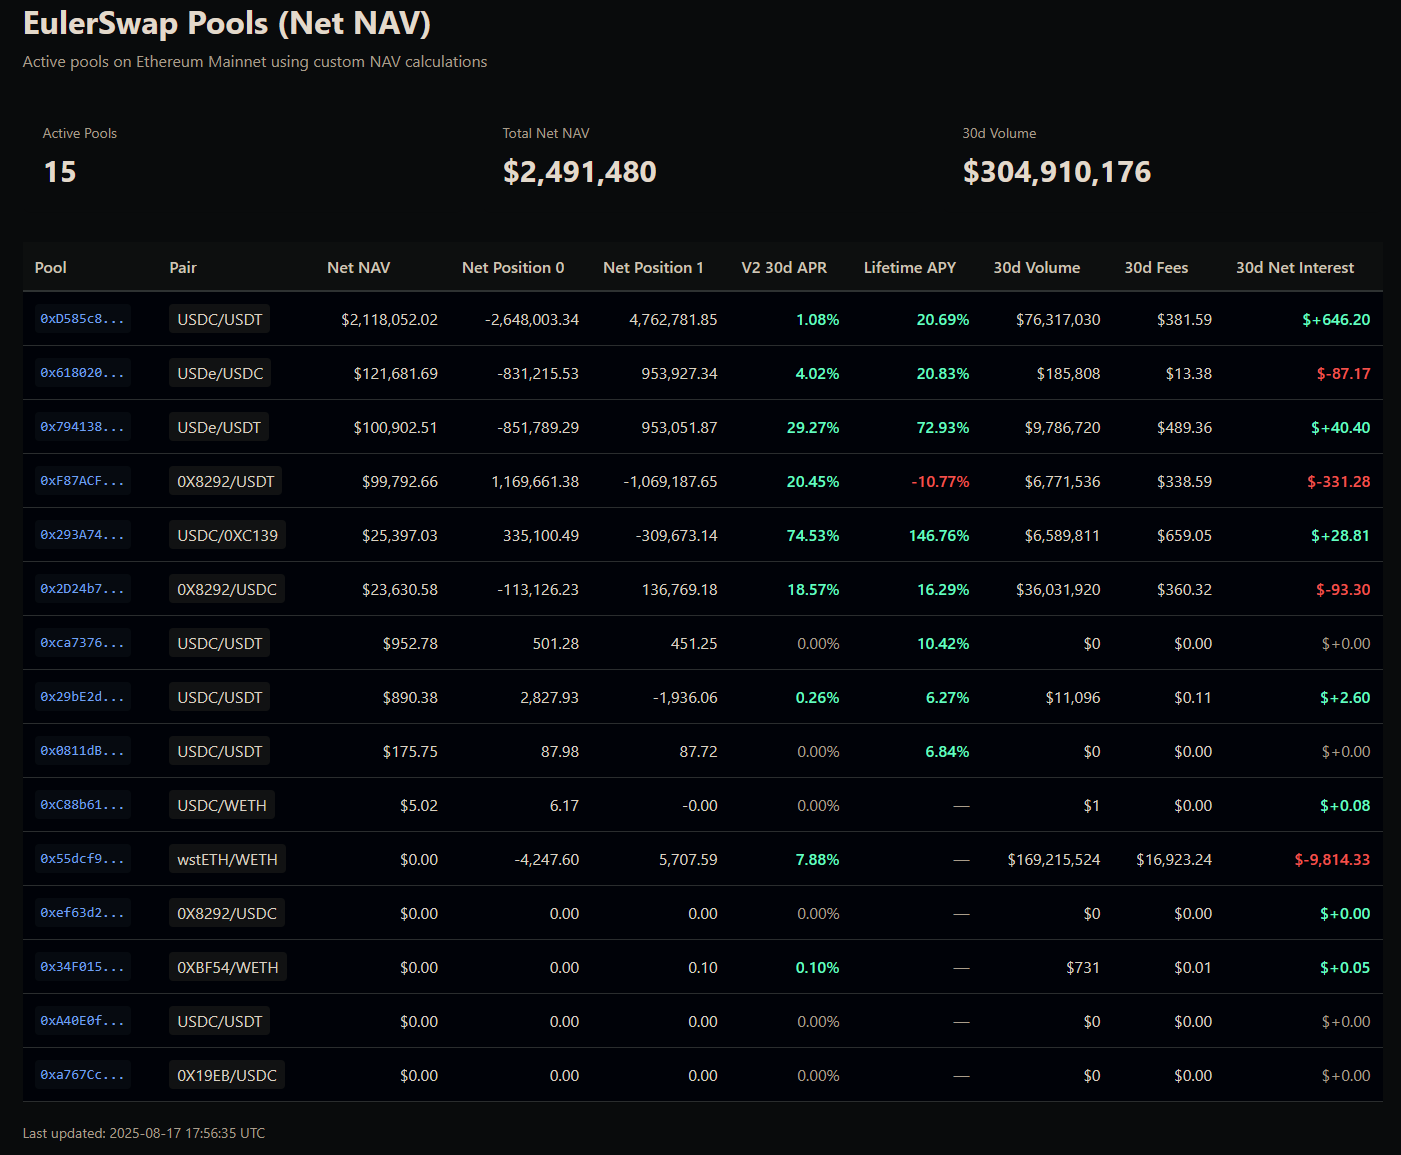 EulerSwap Pools (Net NAV)
Active pools on Ethereum Mainnet using custom NAV calculations
Active Pools Total Net NAV 30d Volume
15 $2,491,480 $304,910,176
Pool Pair Net NAV Net Position 0 Net Position 1 V2 30d APR Lifetime APY 30d Volume 30d Fees 30d Net Interest
0xD585c8... USDC/USDT $2,118,052.02 -2,648,003.34 4,762,781.85 1.08% 20.69% $76,317,030 $381.59 $+646.20
0x618020... USDe/USDC $121,681.69 -831,215.53 953,927.34 4.02% 20.83% $185,808 $13.38 $-87.17
0x794138... USDe/USDT $100,902.51 -851,789.29 953,051.87 29.27% 72.93% $9,786,720 $489.36 $+40.40
0xF87ACF... 0X8292/USDT $99,792.66 1,169,661.38 -1,069,187.65 20.45% -10.77% $6,771,536 $338.59 $-331.28
0x293A74... USDC/0XC139 $25,397.03 335,100.49 -309,673.14 74.53% 146.76% $6,589,811 $659.05 $+28.81
0x2D24b7... 0X8292/USDC $23,630.58 -113,126.23 136,769.18 18.57% 16.29% $36,031,920 $360.32 $-93.30
0xca7376... USDC/USDT $952.78 501.28 451.25 0.00% 10.42% $0 $0.00 $+0.00
0x29bE2d... USDC/USDT $890.38 2,827.93 -1,936.06 0.26% 6.27% $11,096 $0.11 $+2.60
0x0811dB... USDC/USDT $175.75 87.98 87.72 0.00% 6.84% $0 $0.00 $+0.00
0xC88b61... USDC/WETH $5.02 6.17 -0.00 0.00% — $1 $0.00 $+0.08
0x55dcf9... wstETH/WETH $0.00 -4,247.60 5,707.59 7.88% — $169,215,524 $16,923.24 $-9,814.33
0xef63d2... 0X8292/USDC $0.00 0.00 0.00 0.00% — $0 $0.00 $+0.00
0x34F015... 0XBF54/WETH $0.00 0.00 0.10 0.10% — $731 $0.01 $+0.05
0xA40E0f... USDC/USDT $0.00 0.00 0.00 0.00% — $0 $0.00 $+0.00
0xa767Cc... 0X19EB/USDC $0.00 0.00 0.00 0.00% — $0 $0.00 $+0.00
Last updated: 2025-08-17 17:56:35 UTC